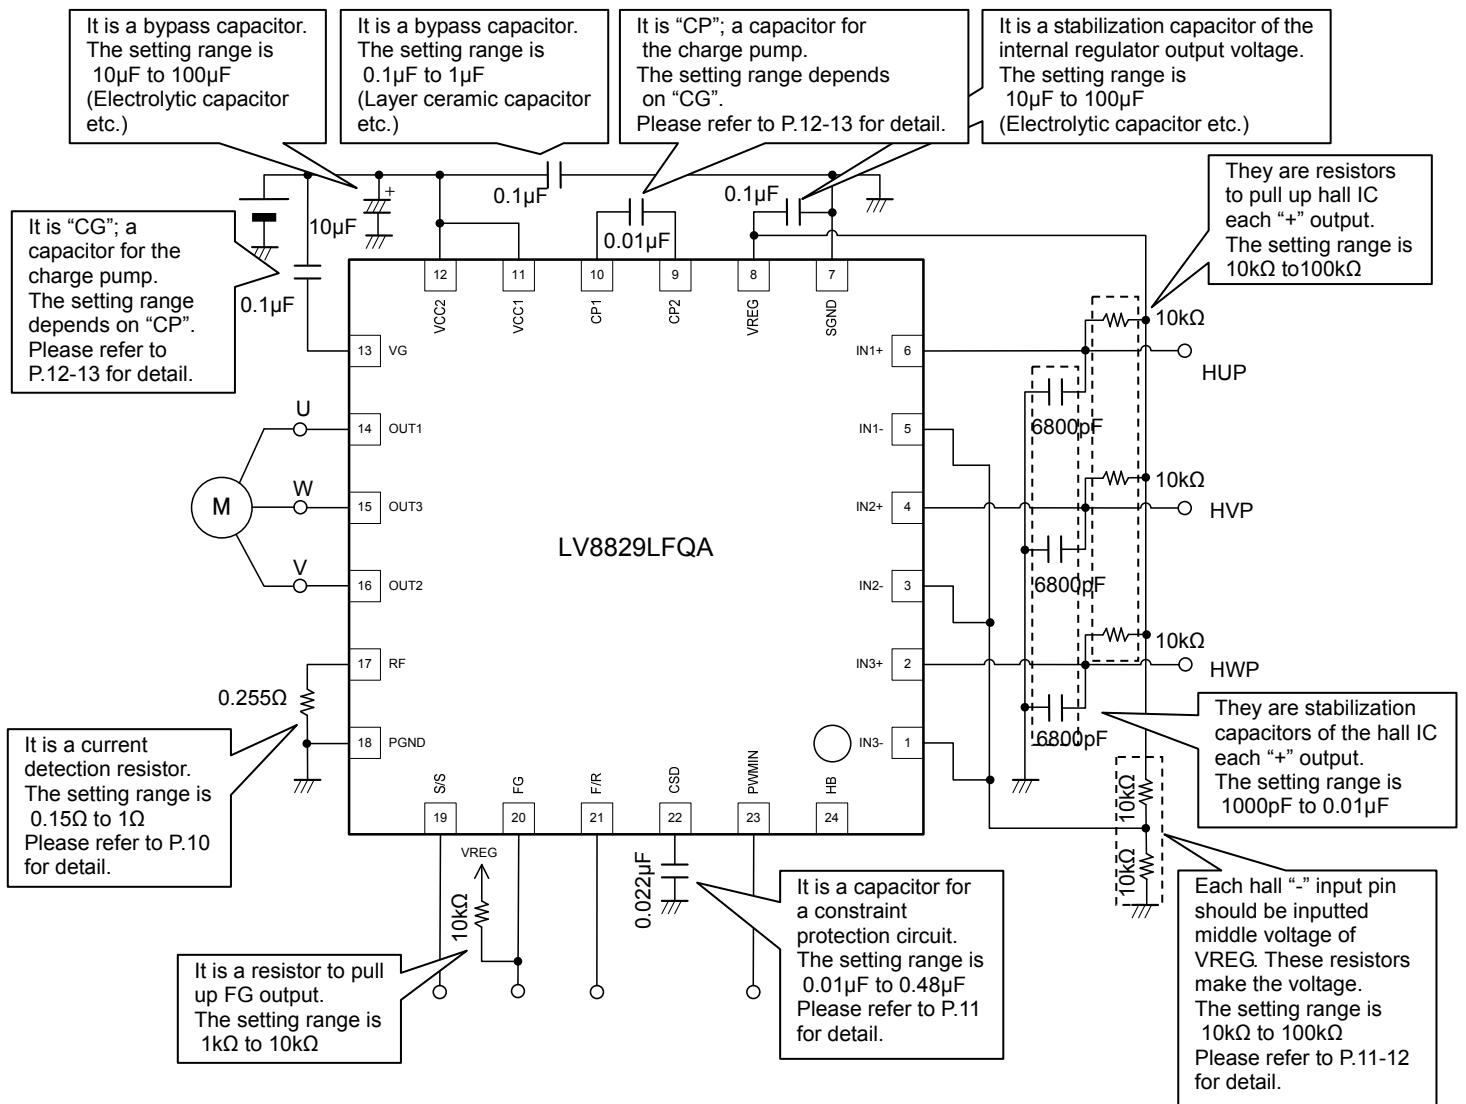 It is a bypass capacitor.
The setting range is
10µF to 100µF
(Electrolytic capacitor
etc.)
It is a bypass capacitor.
The setting range is
0.1µF to 1µF
(Layer ceramic capacitor
etc.)
It is “CP”; a capacitor for
the charge pump.
The setting range depends
on “CG”.
Please refer to P.12-13 for detail.
It is a stabilization capacitor of the
internal regulator output voltage.
The setting range is
10µF to 100µF
(Electrolytic capacitor etc.)
They are resistors
to pull up hall IC
each “+” output.
The setting range is
10kΩ to100kΩ
It is “CG”; a
capacitor for the
charge pump.
The setting range
depends on “CP”.
Please refer to
P.12-13 for detail.
+
10µF
0.1µF
0.1µF
0.01µF
0.1µF
12
11
10
9
8
7
VCC2
VCC1
CP1
CP2
VREG
SGND
13
VG
14
OUT1
15
OUT3
16
OUT2
17
RF
18
PGND
U
W
V
M
LV8829LFQA
IN1+
6
IN1-
5
IN2+
4
IN2-
3
IN3+
2
IN3-
1
10kΩ
HUP
6800pF
10kΩ
HVP
6800pF
10kΩ
HWP
6800pF
0.255Ω
It is a current
detection resistor.
The setting range is
0.15Ω to 1Ω
Please refer to P.10
for detail.
They are stabilization
capacitors of the hall IC
each “+” output.
The setting range is
1000pF to 0.01µF
S/S
FG
F/R
CSD
PWMIN
HB
19
20
21
22
23
24
VREG
10kΩ
0.022µF
10kΩ
10kΩ
It is a resistor to pull
up FG output.
The setting range is
1kΩ to 10kΩ
It is a capacitor for
a constraint
protection circuit.
The setting range is
0.01µF to 0.48µF
Please refer to P.11
for detail.
Each hall “-” input pin
should be inputted
middle voltage of
VREG. These resistors
make the voltage.
The setting range is
10kΩ to 100kΩ
Please refer to P.11-12
for detail.